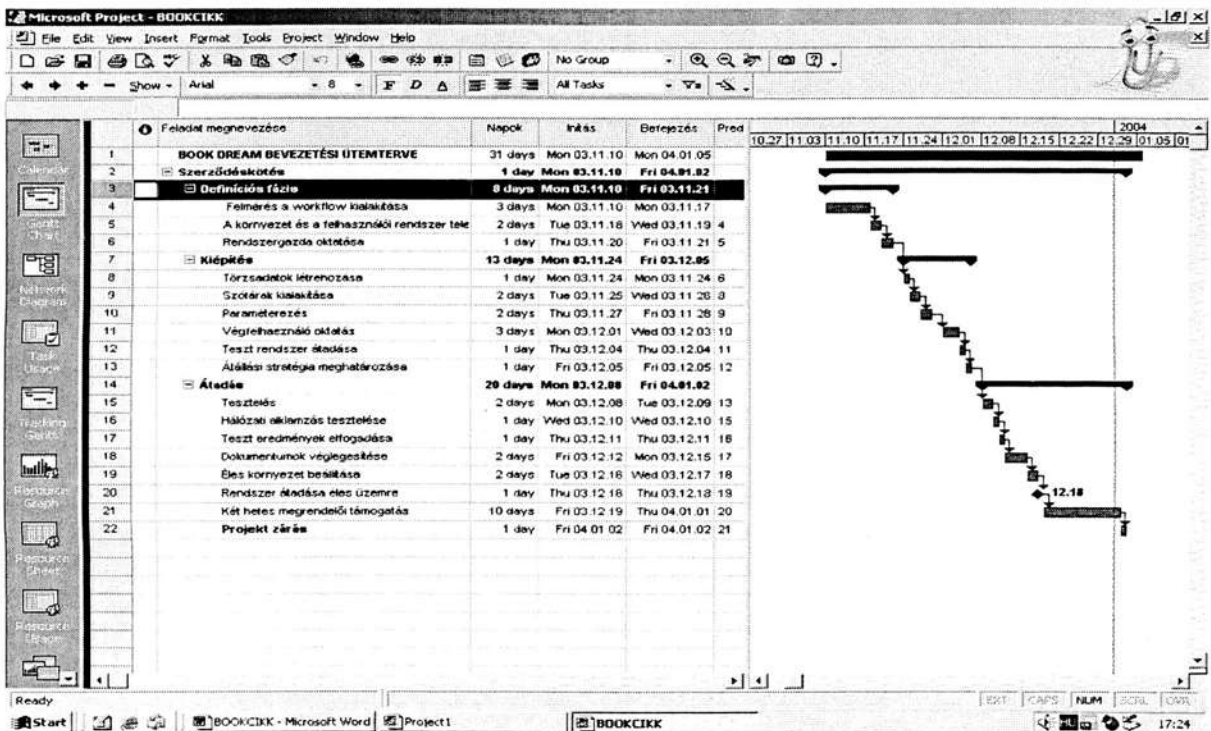 Microsoft Project - BOOKCIKK
File Edit View Insert Format Tools Project Window Help
No Group
Show Arial 8 F D A All Tasks
Feladat megnevezése Napok Indítás Befejezés Pred
2004
10.27 11.03 11.10 11.17 11.24 12.01 12.08 12.15 12.22 12.29 01.05 01
1 BOOK DREAM BEVEZETÉSI ÜTEMTERVE 31 days Mon 03.11.10 Mon 04.01.05
2 Szerződéskötés 1 day Mon 03.11.10 Fri 04.01.02
3 Definíciós fázis 8 days Mon 03.11.10 Fri 03.11.21
4 Felmérés a workflow kialakítása 3 days Mon 03.11.10 Mon 03.11.17
5 A környezet és a felhasználói rendszer tele 2 days Tue 03.11.18 Wed 03.11.19 4
6 Rendszergazda oktatása 1 day Thu 03.11.20 Fri 03.11.21 5
7 Kiépítés 13 days Mon 03.11.24 Fri 03.12.05
8 Törzsadatok létrehozása 1 day Mon 03.11.24 Mon 03.11.24 6
9 Szótárak kialakítása 2 days Tue 03.11.25 Wed 03.11.26 8
10 Paraméterezés 2 days Thu 03.11.27 Fri 03.11.28 9
11 Végfelhasználó oktatás 3 days Mon 03.12.01 Wed 03.12.03 10
12 Teszt rendszer átadása 1 day Thu 03.12.04 Thu 03.12.04 11
13 Átállási stratégia meghatározása 1 day Fri 03.12.05 Fri 03.12.05 12
14 Átadás 20 days Mon 03.12.08 Fri 04.01.02
15 Tesztelés 2 days Mon 03.12.08 Tue 03.12.09 13
16 Hálózati alklamzás tesztelése 1 day Wed 03.12.10 Wed 03.12.10 15
17 Teszt eredmények elfogadása 1 day Thu 03.12.11 Thu 03.12.11 16
18 Dokumentumok véglegesítése 2 days Fri 03.12.12 Mon 03.12.15 17
19 Éles környezet beállítása 2 days Tue 03.12.16 Wed 03.12.17 18
20 Rendszer átadása éles üzemre 1 day Thu 03.12.18 Thu 03.12.18 19
12.18
21 Két hetes megrendelői támogatás 10 days Fri 03.12.19 Thu 04.01.01 20
22 Projekt zárás 1 day Fri 04.01.02 Fri 04.01.02 21
Calendar
Gantt Chart
Network Diagram
Task Usage
Tracking Gantt
Resource Graph
Resource Sheet
Resource Usage
Ready
EXT CAPS NUM SCRL OVR
Start BOOKCIKK - Microsoft Word Project1 BOOKCIKK HU 17:24